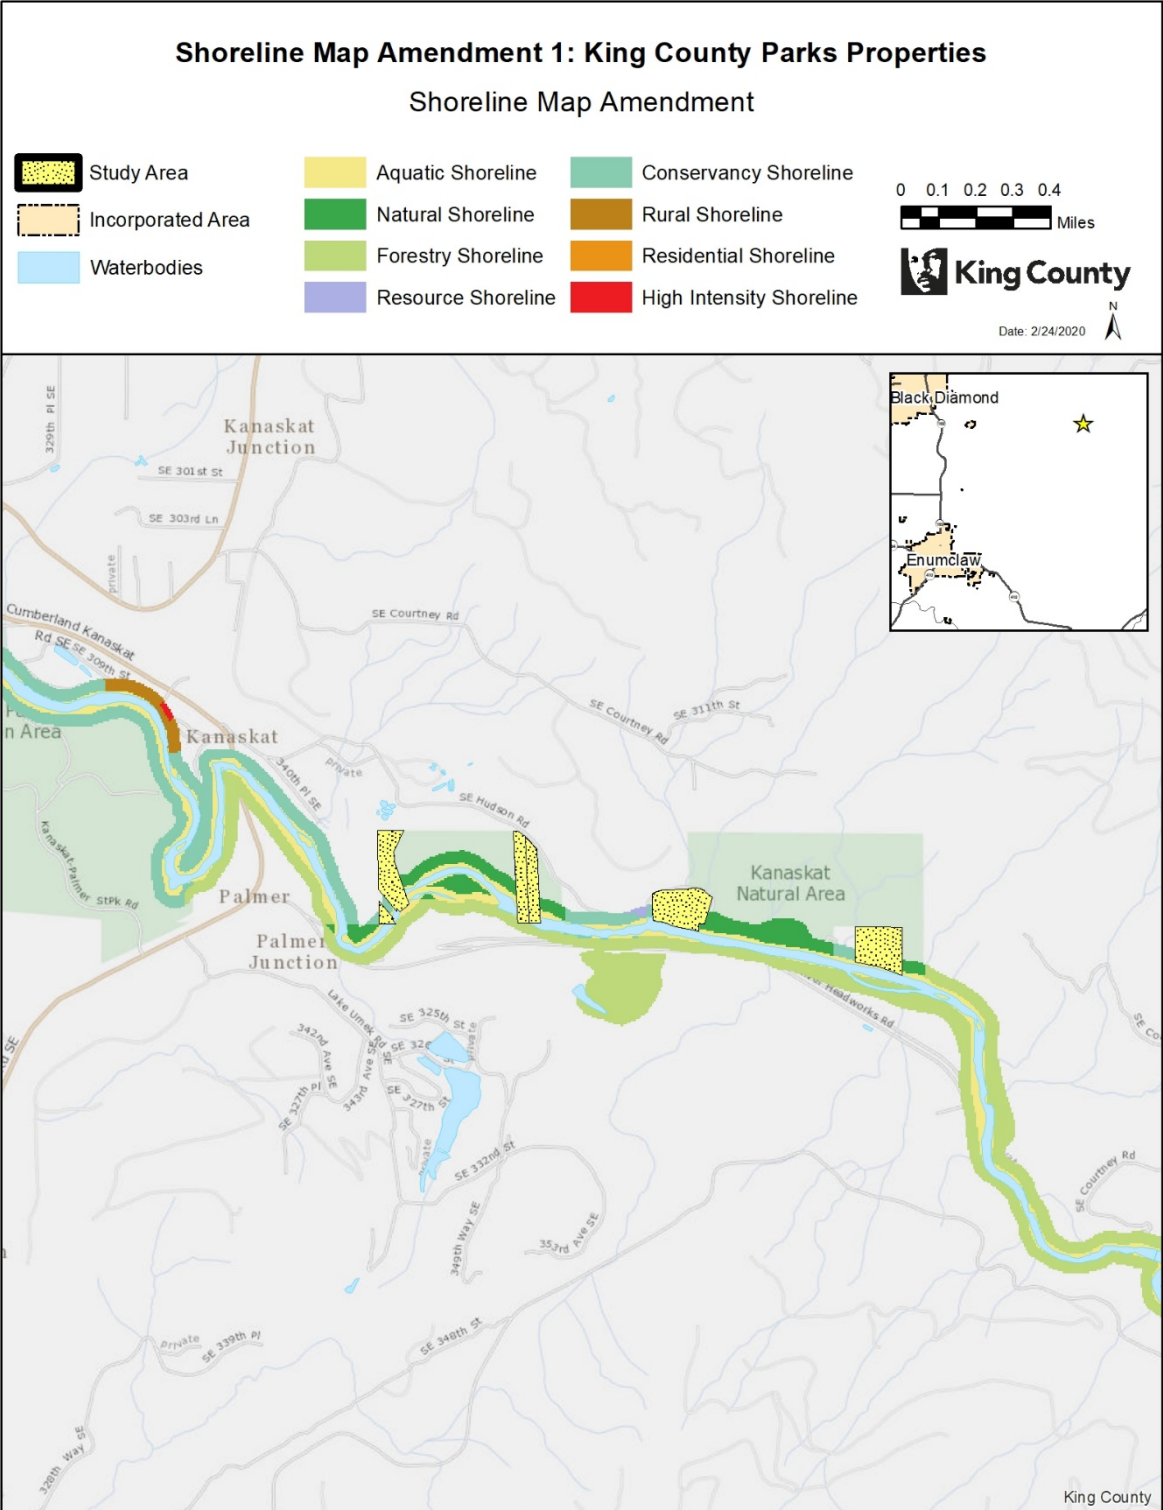 Shoreline Map Amendment 1: King County Parks Properties
Shoreline Map Amendment
Study Area
Incorporated Area
Waterbodies
Aquatic Shoreline
Natural Shoreline
Forestry Shoreline
Resource Shoreline
Conservancy Shoreline
Rural Shoreline
Residential Shoreline
High Intensity Shoreline
0 0.1 0.2 0.3 0.4
Miles
King County
N
Date: 2/24/2020
Black Diamond
Enumclaw
329th Pl SE
Kanaskat
Junction
SE 301st St
SE 303rd Ln
private
Cumberland Kanaskat
Rd SE
SE 309th St
SE Courtney Rd
SE Courtney Rd
SE 311th St
n Area
Kanaskat
340th Pl SE
private
SE Hudson Rd
Kanaskat-Palmer StPk Rd
Palmer
Palmer
Junction
Kanaskat
Natural Area
Headworks Rd
Lake Umek Rd SE
SE 325th St
private
342nd Ave SE
343rd Ave SE
SE 327th Pl
SE 327th St
SE 332nd St
349th Way SE
353rd Ave SE
SE Courtney Rd
SE 348th St
private
SE 339th Pl
328th Way SE
King County